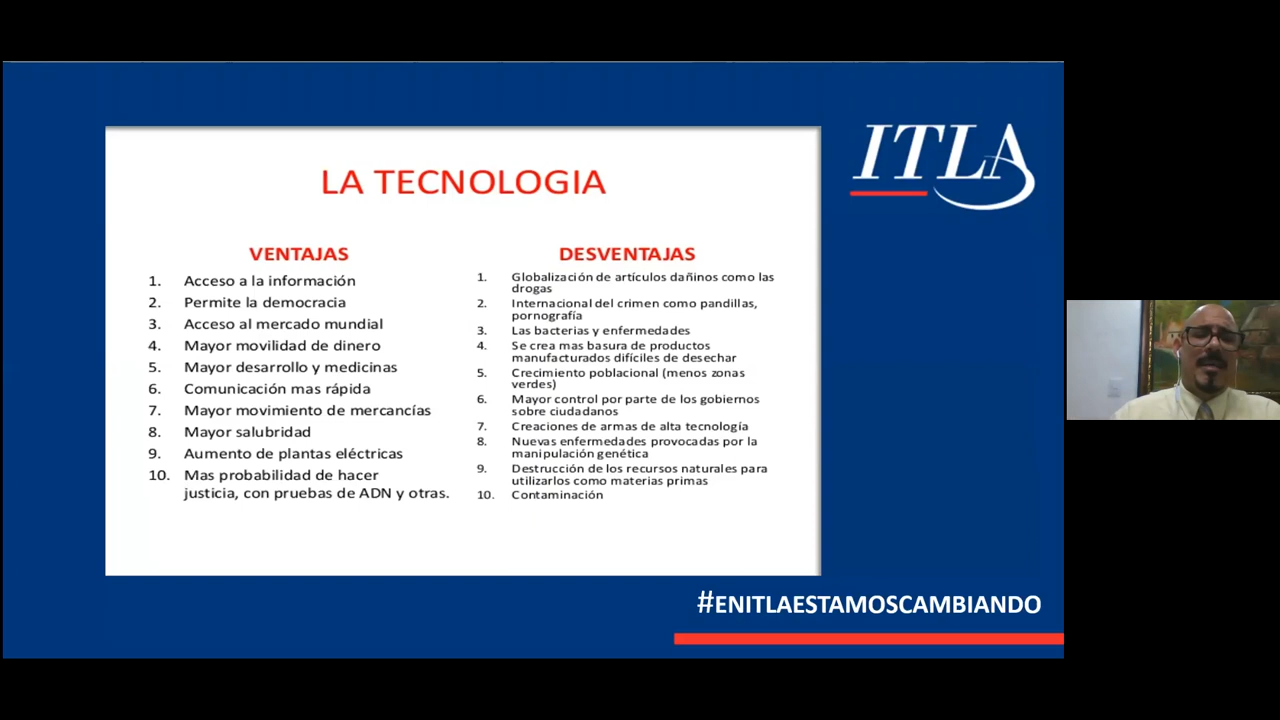 LA TECNOLOGIA
ITLA
VENTAJAS
1. Acceso a la información
2. Permite la democracia
3. Acceso al mercado mundial
4. Mayor movilidad de dinero
5. Mayor desarrollo y medicinas
6. Comunicación mas rápida
7. Mayor movimiento de mercancías
8. Mayor salubridad
9. Aumento de plantas eléctricas
10. Mas probabilidad de hacer
justicia, con pruebas de ADN y otras.
DESVENTAJAS
1. Globalización de artículos dañinos como las
drogas
2. Internacional del crimen como pandillas,
pornografía
3. Las bacterias y enfermedades
4. Se crea mas basura de productos
manufacturados difíciles de desechar
5. Crecimiento poblacional (menos zonas
verdes)
6. Mayor control por parte de los gobiernos
sobre ciudadanos
7. Creaciones de armas de alta tecnología
8. Nuevas enfermedades provocadas por la
manipulación genética
9. Destrucción de los recursos naturales para
utilizarlos como materias primas
10. Contaminación
#ENITLAESTAMOSCAMBIANDO